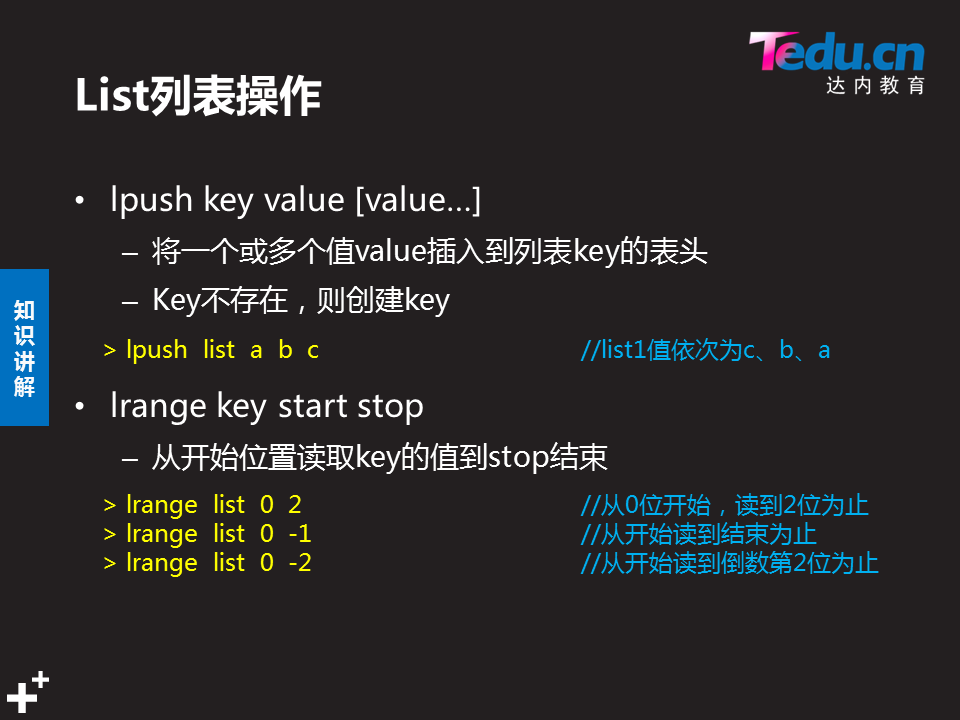 Tedu.cn
达内教育
List列表操作
• lpush key value [value…]
– 将一个或多个值value插入到列表key的表头
– Key不存在，则创建key
> lpush list a b c //list1值依次为c、b、a
• lrange key start stop
– 从开始位置读取key的值到stop结束
> lrange list 0 2 //从0位开始，读到2位为止
> lrange list 0 -1 //从开始读到结束为止
> lrange list 0 -2 //从开始读到倒数第2位为止
知识讲解